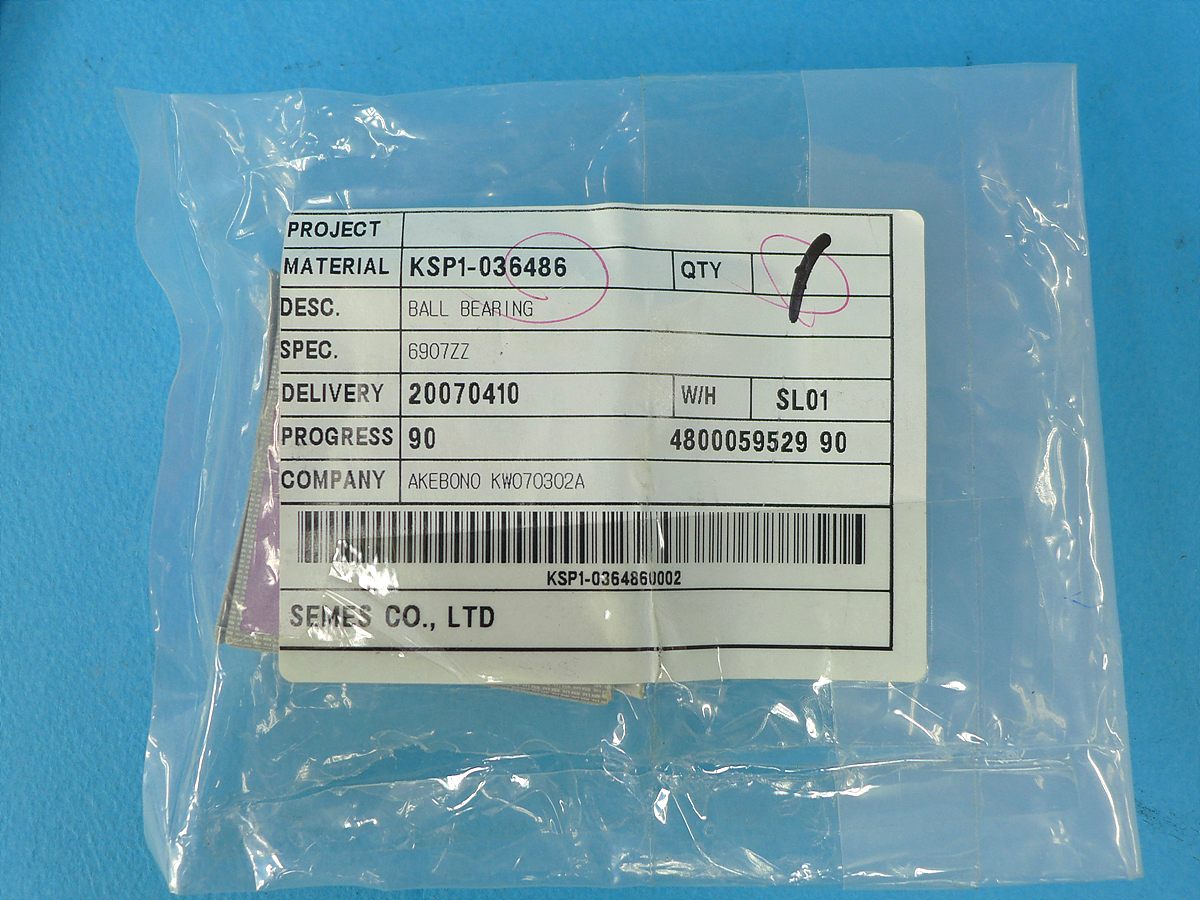 PROJECT
MATERIAL KSP1-036486 QTY 1
DESC. BALL BEARING
SPEC. 6907ZZ
DELIVERY 20070410 W/H SL01
PROGRESS 90 4800059529 90
COMPANY AKEBONO KW070302A
KSP1-0364860002
SEMES CO., LTD